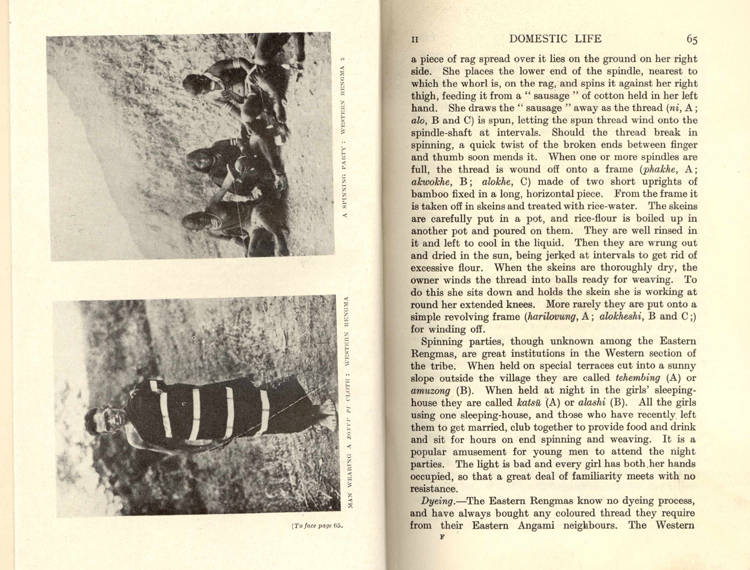 A SPINNING PARTY: WESTERN RENGMA
MAN WEARING A CLOTH: WESTERN RENGMA
[To face page 65.
II DOMESTIC LIFE 65
a piece of rag spread over it lies on the ground on her right
side. She places the lower end of the spindle, nearest to
which the whorl is, on the rag, and spins it against her right
thigh, feeding it from a " sausage " of cotton held in her left
hand. She draws the " sausage " away as the thread (ni, A ;
alo, B and C) is spun, letting the spun thread wind onto the
spindle-shaft at intervals. Should the thread break in
spinning, a quick twist of the broken ends between finger
and thumb soon mends it. When one or more spindles are
full, the thread is wound off onto a frame (phakhe, A ;
akwokhe, B ; alokhe, C) made of two short uprights of
bamboo fixed in a long, horizontal piece. From the frame it
is taken off in skeins and treated with rice-water. The skeins
are carefully put in a pot, and rice-flour is boiled up in
another pot and poured on them. They are well rinsed in
it and left to cool in the liquid. Then they are wrung out
and dried in the sun, being jerked at intervals to get rid of
excessive flour. When the skeins are thoroughly dry, the
owner winds the thread into balls ready for weaving. To
do this she sits down and holds the skein she is working at
round her extended knees. More rarely they are put onto a
simple revolving frame (harilovung, A ; alokheshi, B and C ;)
for winding off.
Spinning parties, though unknown among the Eastern
Rengmas, are great institutions in the Western section of
the tribe. When held on special terraces cut into a sunny
slope outside the village they are called tehembing (A) or
amuzong (B). When held at night in the girls' sleeping-
house they are called katsü (A) or alashi (B). All the girls
using one sleeping-house, and those who have recently left
them to get married, club together to provide food and drink
and sit for hours on end spinning and weaving. It is a
popular amusement for young men to attend the night
parties. The light is bad and every girl has both her hands
occupied, so that a great deal of familiarity meets with no
resistance.
Dyeing.—The Eastern Rengmas know no dyeing process,
and have always bought any coloured thread they require
from their Eastern Angami neighbours. The Western
F